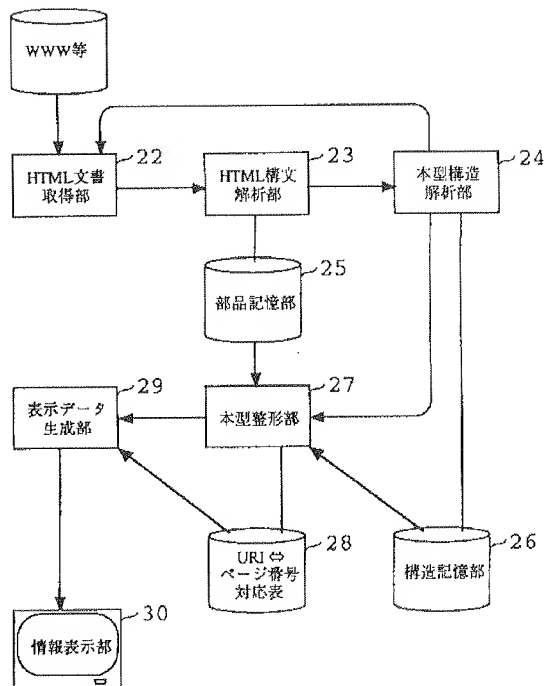 WWW等
22
HTML文書
取得部
23
HTML構文
解析部
24
本型構造
解析部
25
部品記憶部
29
表示データ
生成部
27
本型整形部
28
URI⇔
ページ番号
対応表
26
構造記憶部
30
情報表示部